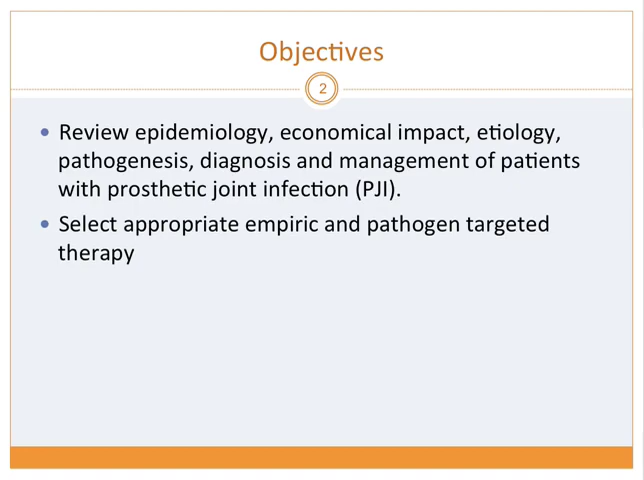 Objectives
2
• Review epidemiology, economical impact, etiology,
pathogenesis, diagnosis and management of patients
with prosthetic joint infection (PJI).
• Select appropriate empiric and pathogen targeted
therapy